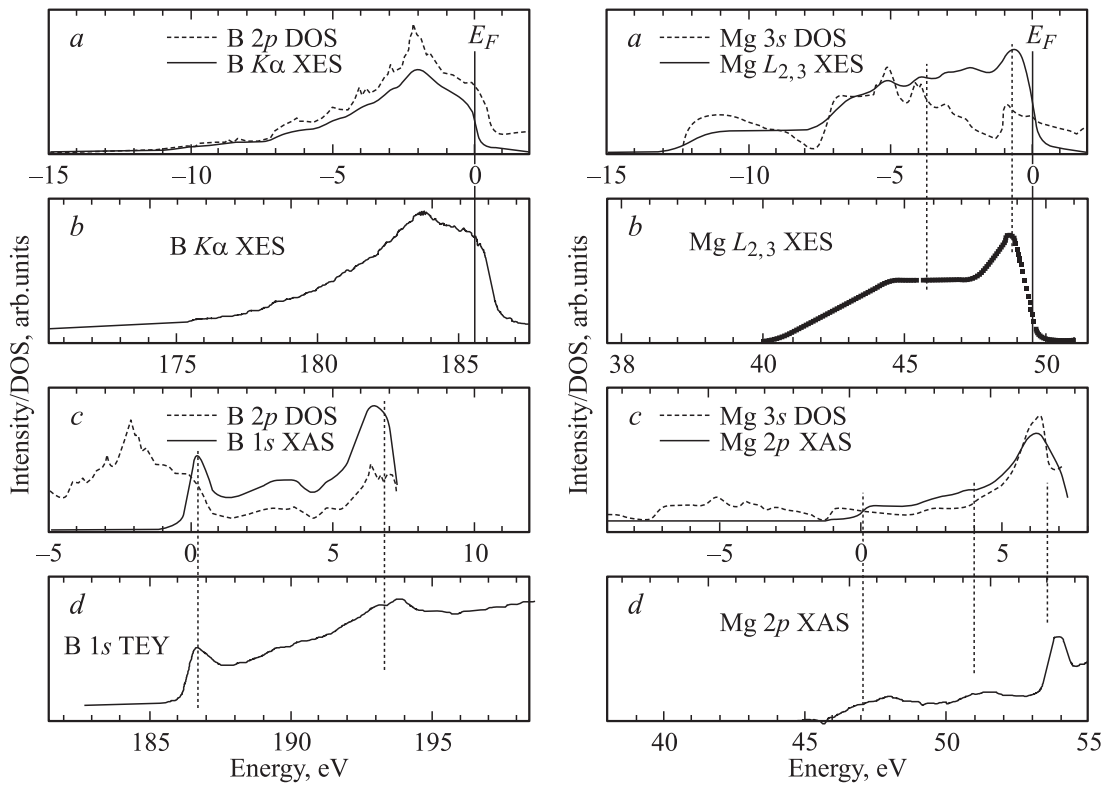 Intensity/DOS, arb.units
a
B 2p DOS
B Kα XES
E_F
–15 –10 –5 0
b
B Kα XES
175 180 185
c
B 2p DOS
B 1s XAS
–5 0 5 10
d
B 1s TEY
185 190 195
Energy, eV
Intensity/DOS, arb.units
a
Mg 3s DOS
Mg L2,3 XES
E_F
–15 –10 –5 0
b
Mg L2,3 XES
38 40 45 50
c
Mg 3s DOS
Mg 2p XAS
–5 0 5
d
Mg 2p XAS
40 45 50 55
Energy, eV